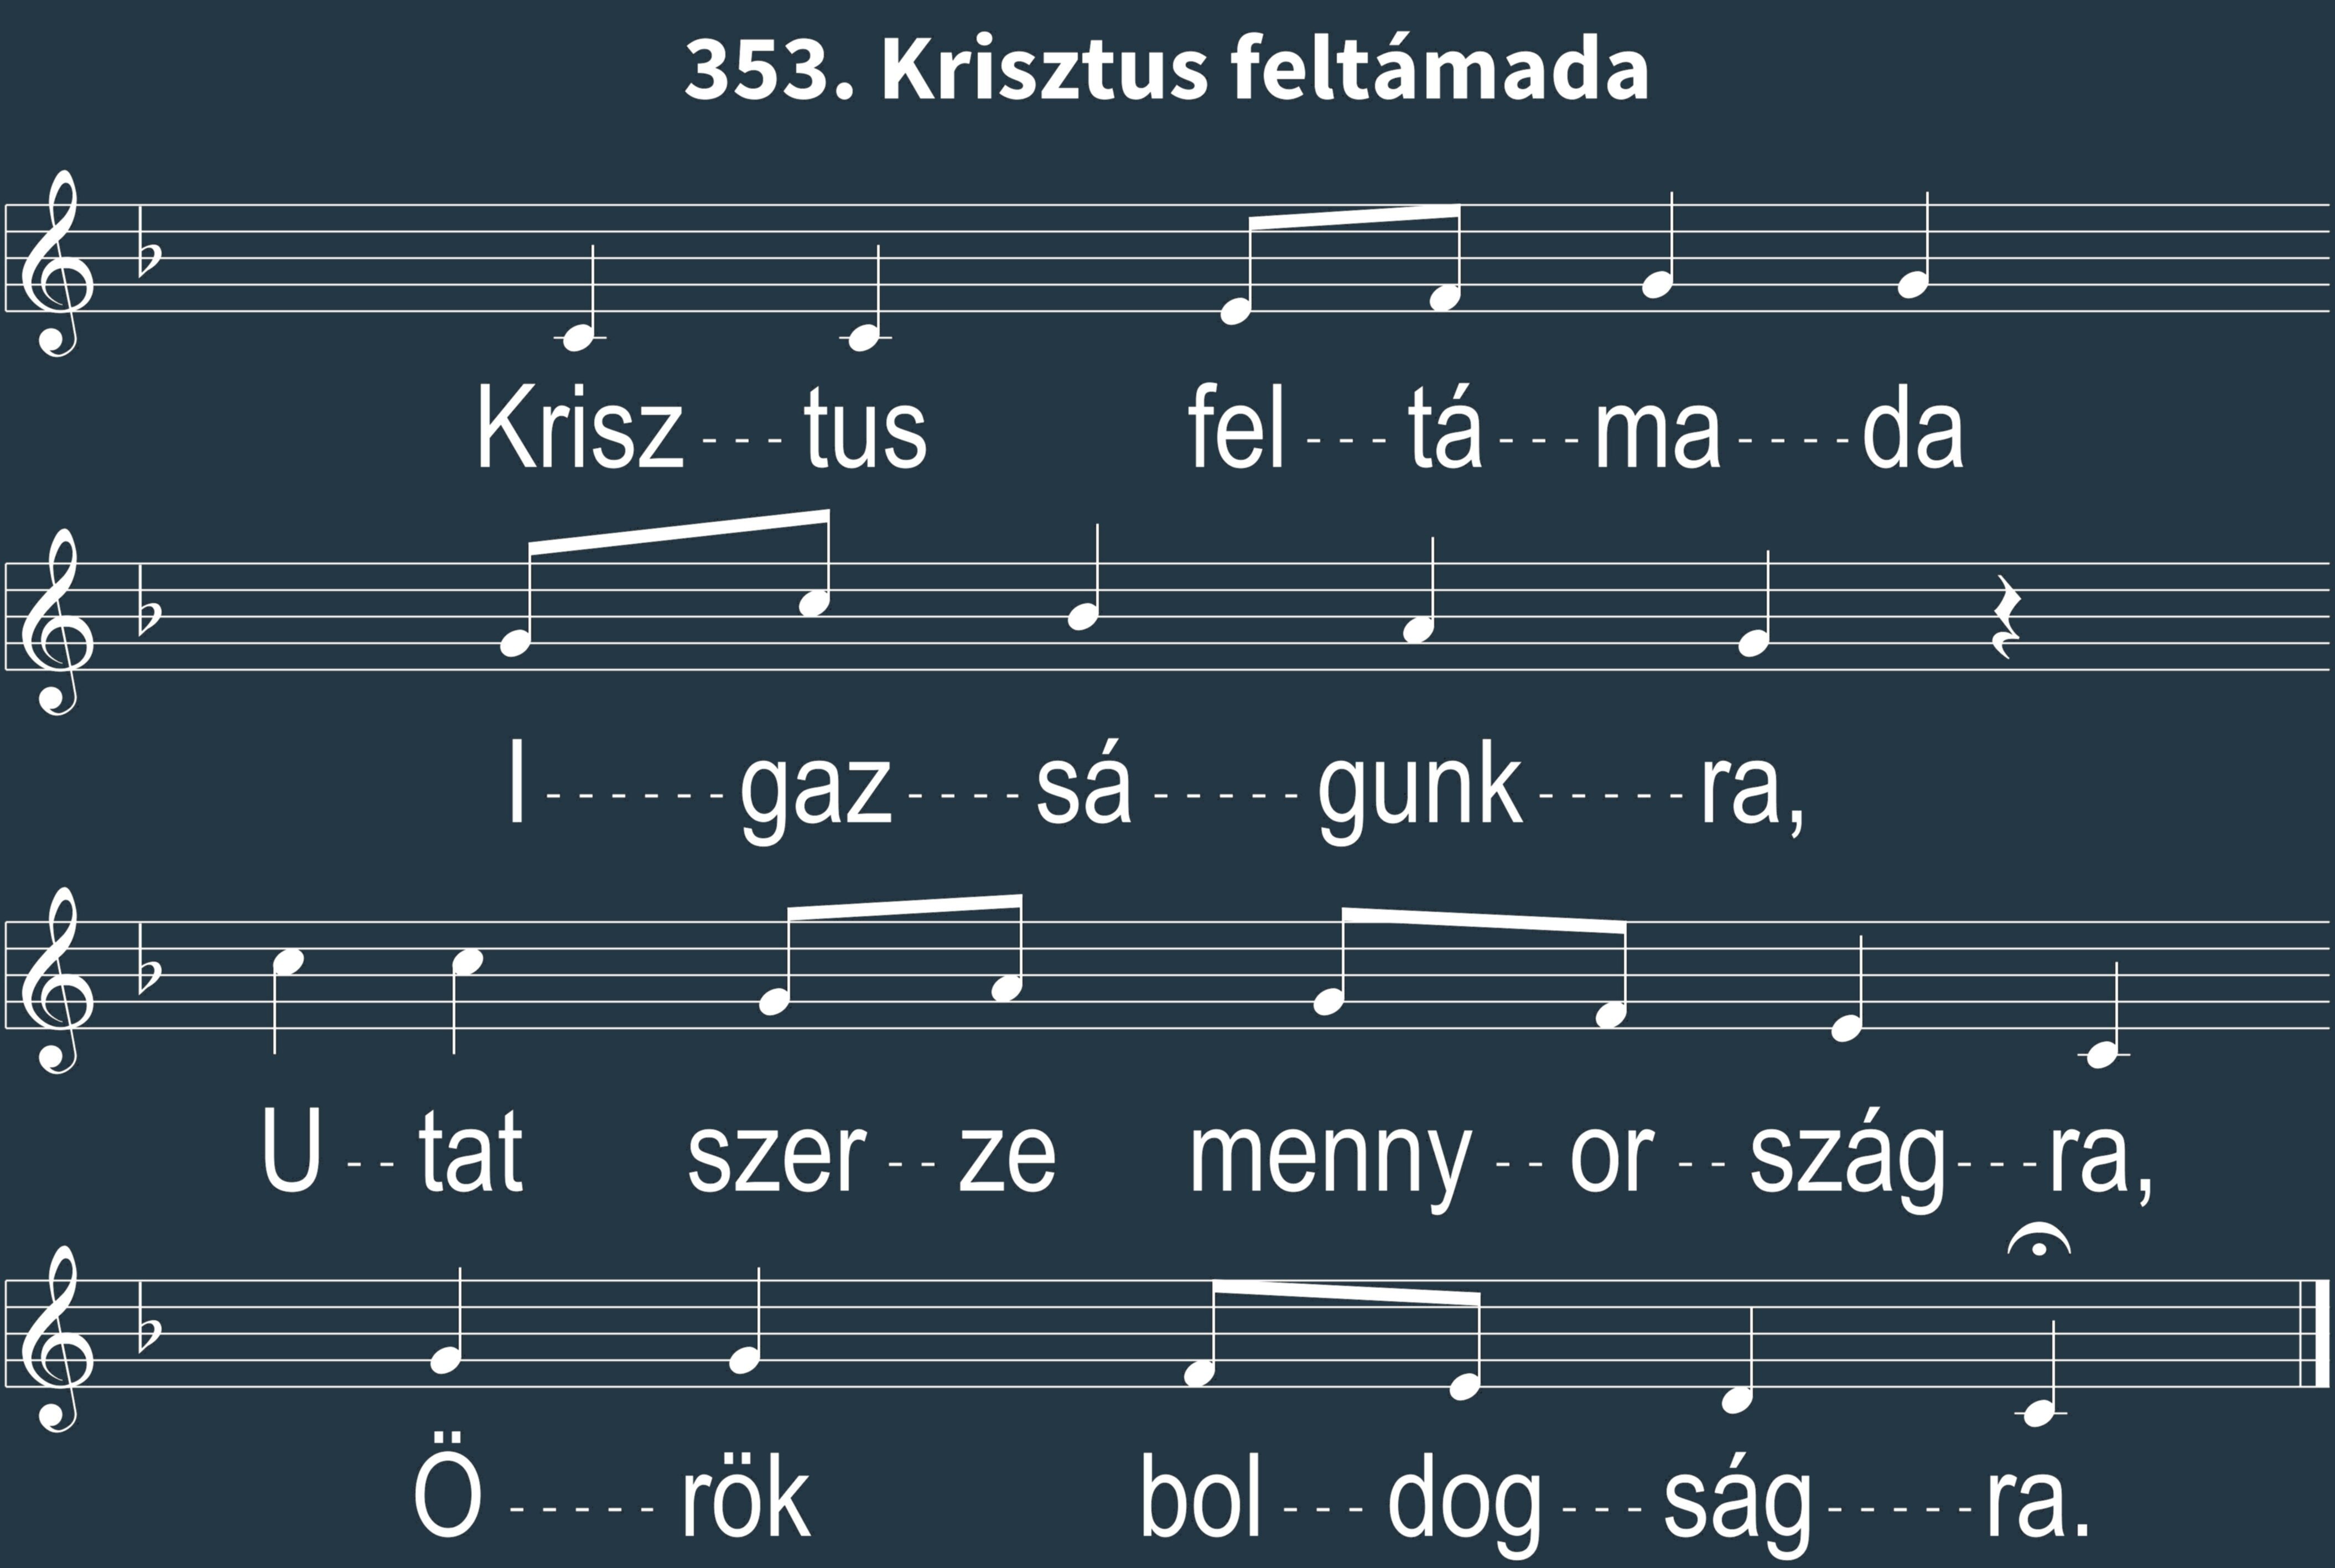 353. Krisztus feltámada
Krisz---tus fel---tá---ma----da
I------gaz----sá-----gunk-----ra,
U--tat szer--ze menny--or--szág---ra,
Ö-----rök bol---dog---ság-----ra.